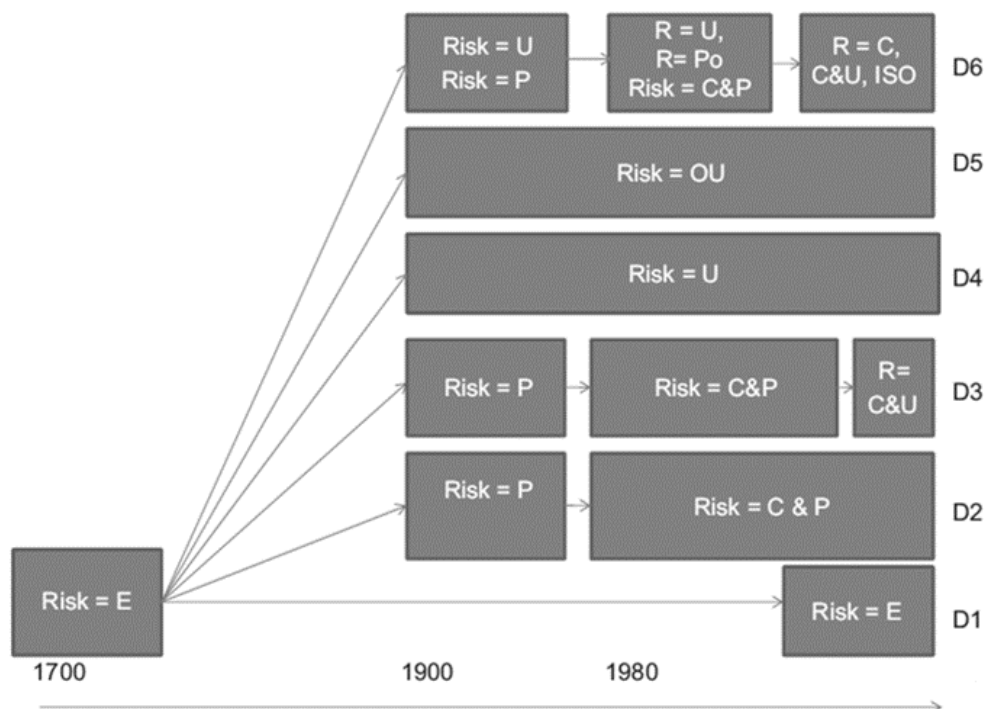 Risk = U
Risk = P
R = U,
R= Po
Risk = C&P
R = C,
C&U, ISO
D6
Risk = OU
D5
Risk = U
D4
Risk = P
Risk = C&P
R=
C&U
D3
Risk = P
Risk = C & P
D2
Risk = E
Risk = E
D1
1700
1900
1980